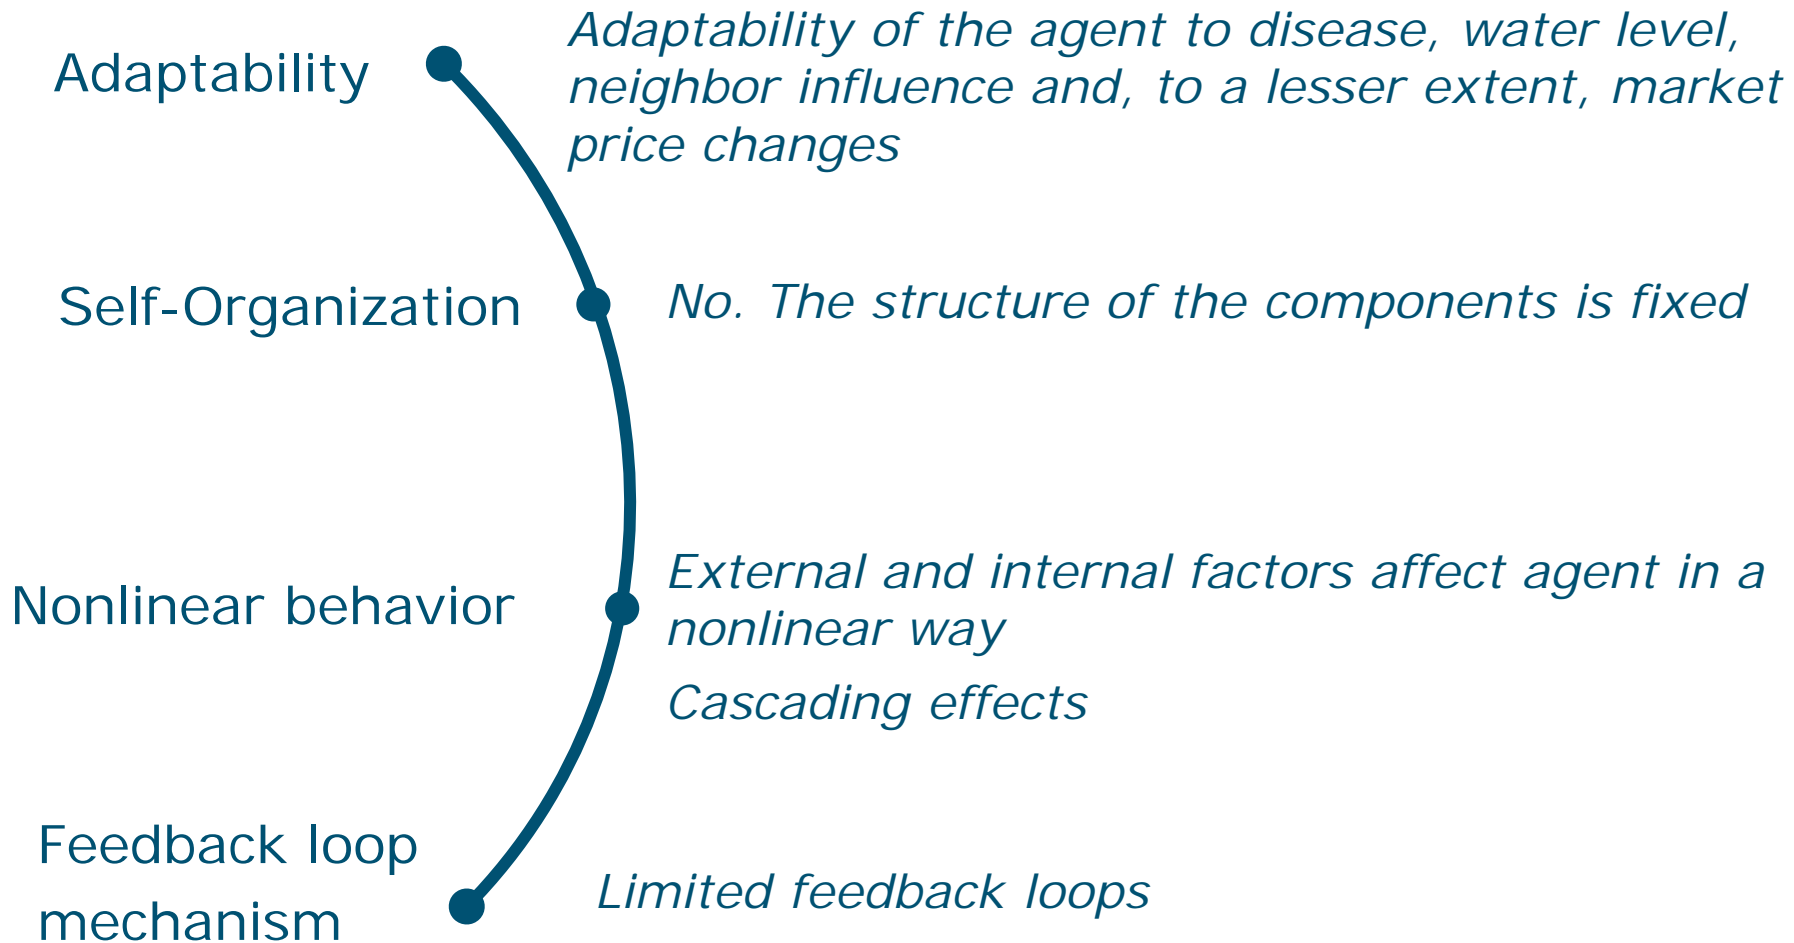 Adaptability
Adaptability of the agent to disease, water level,
neighbor influence and, to a lesser extent, market
price changes
Self-Organization
No. The structure of the components is fixed
Nonlinear behavior
External and internal factors affect agent in a
nonlinear way
Cascading effects
Feedback loop
mechanism
Limited feedback loops